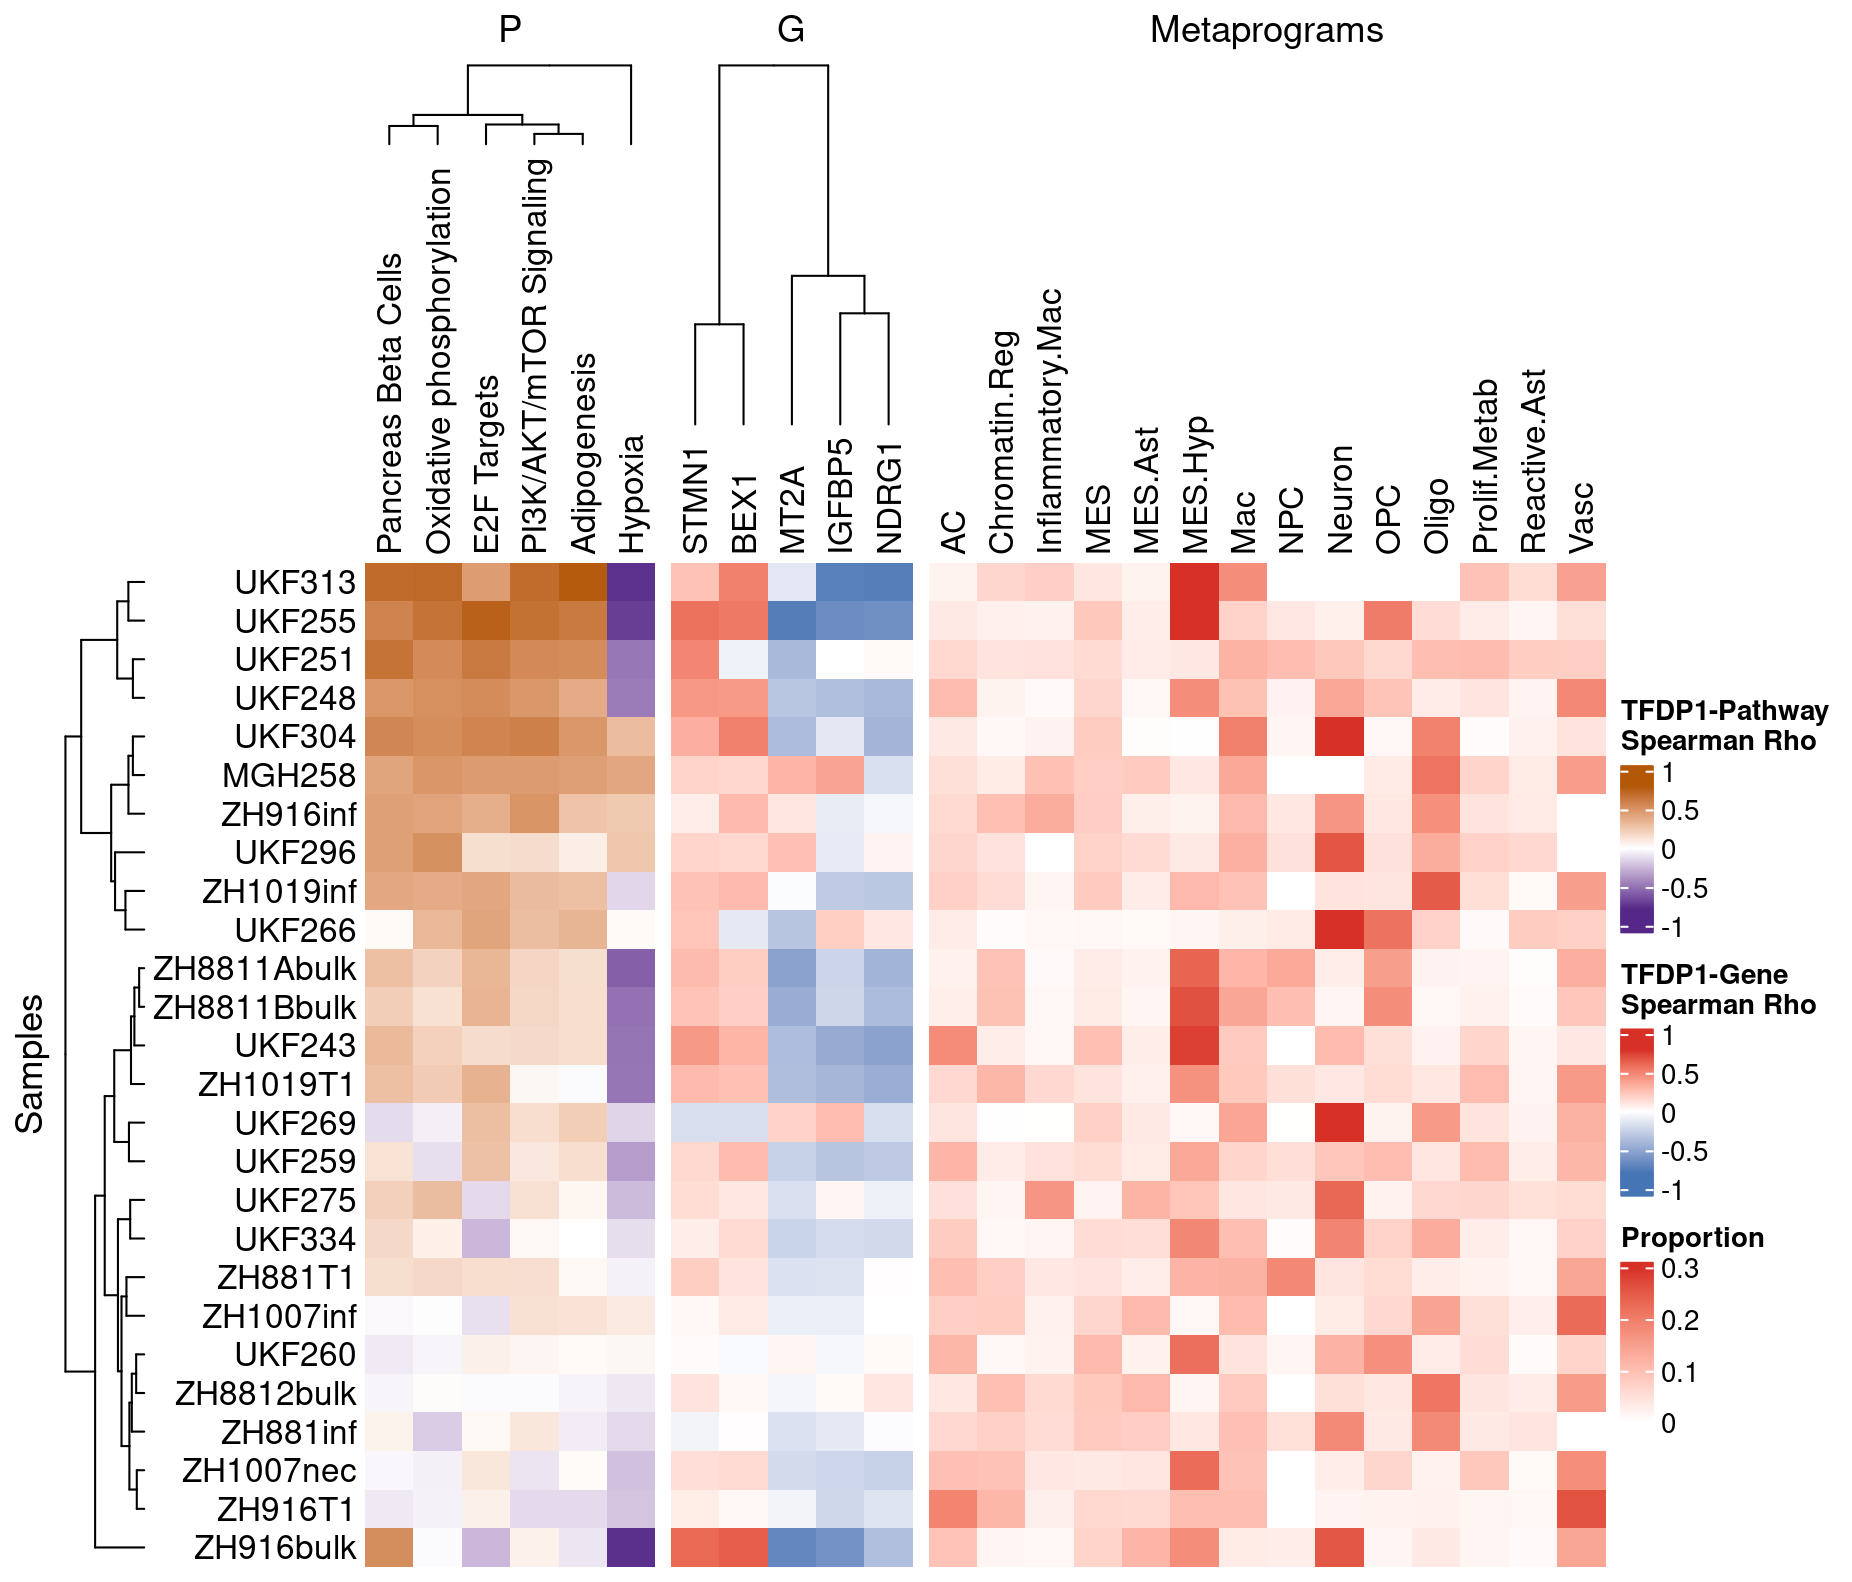 P
G
Metaprograms
Pancreas Beta Cells
Oxidative phosphorylation
E2F Targets
PI3K/AKT/mTOR Signaling
Adipogenesis
Hypoxia
STMN1
BEX1
MT2A
IGFBP5
NDRG1
AC
Chromatin.Reg
Inflammatory.Mac
MES
MES.Ast
MES.Hyp
Mac
NPC
Neuron
OPC
Oligo
Prolif.Metab
Reactive.Ast
Vasc
Samples
UKF313
UKF255
UKF251
UKF248
UKF304
MGH258
ZH916inf
UKF296
ZH1019inf
UKF266
ZH8811Abulk
ZH8811Bbulk
UKF243
ZH1019T1
UKF269
UKF259
UKF275
UKF334
ZH881T1
ZH1007inf
UKF260
ZH8812bulk
ZH881inf
ZH1007nec
ZH916T1
ZH916bulk
TFDP1-Pathway
Spearman Rho
1
0.5
0
-0.5
-1
TFDP1-Gene
Spearman Rho
1
0.5
0
-0.5
-1
Proportion
0.3
0.2
0.1
0